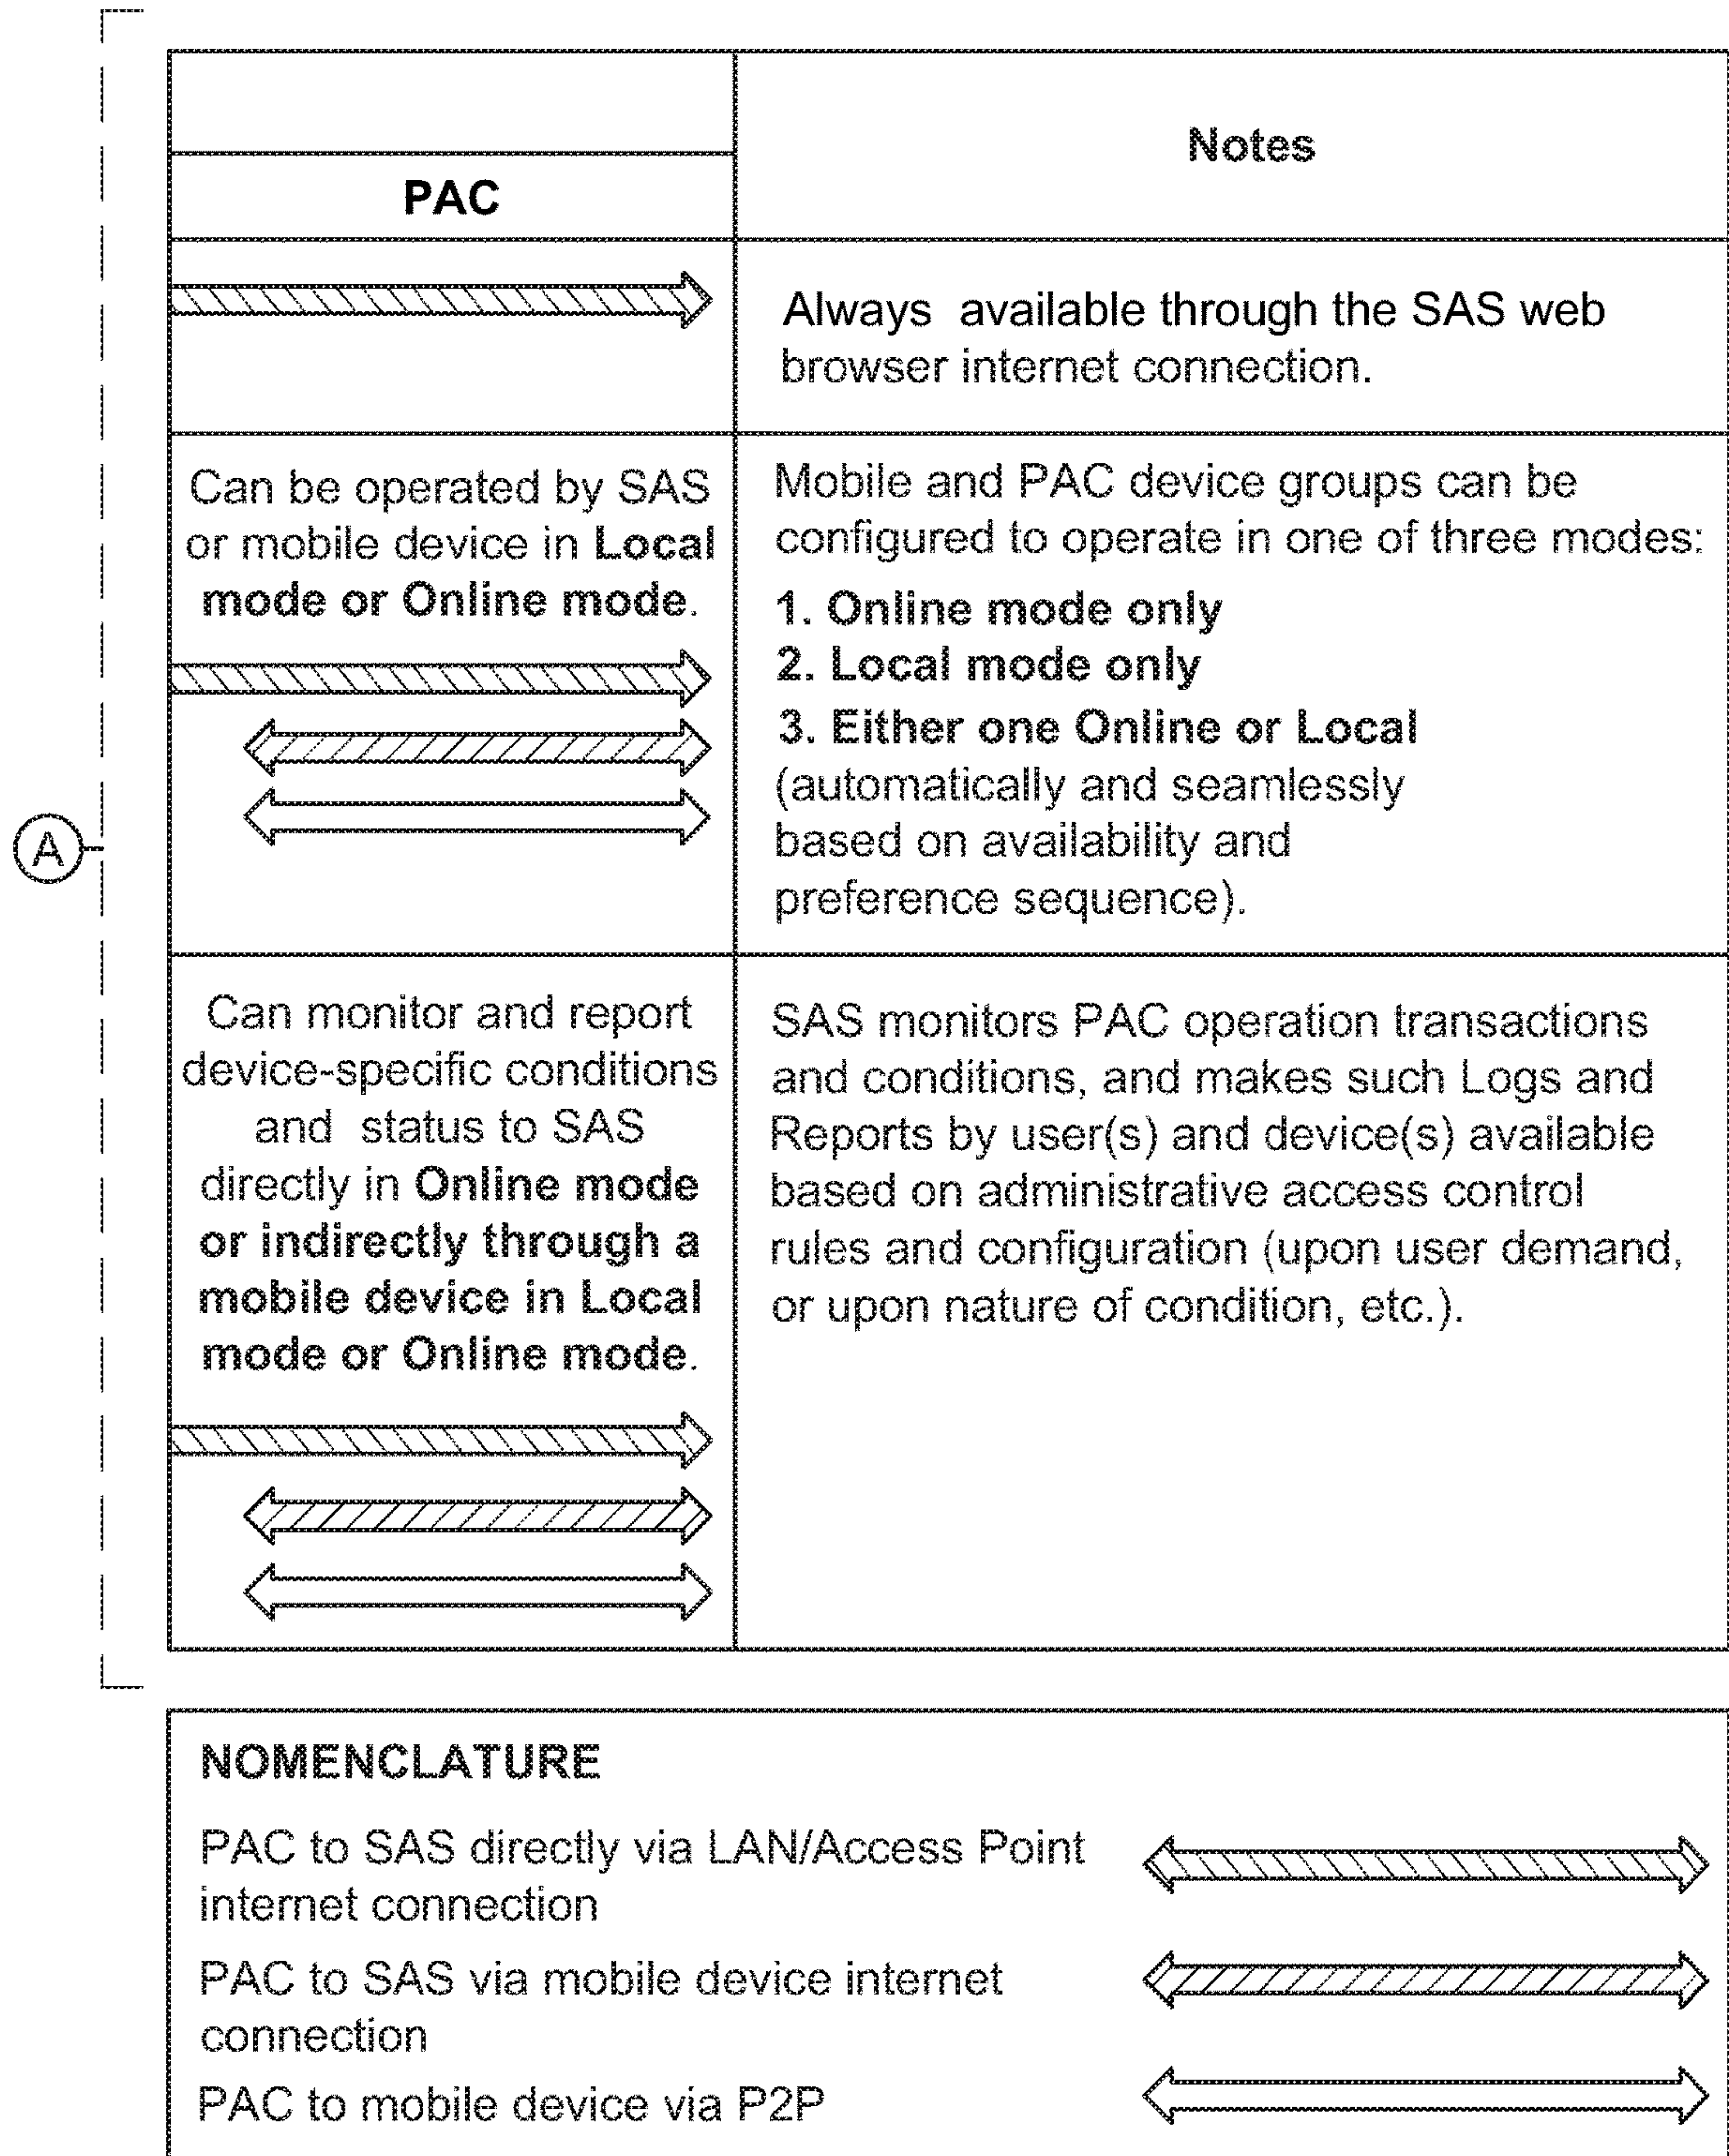 PAC
Notes
Always available through the SAS web
browser internet connection.
Can be operated by SAS
or mobile device in Local
mode or Online mode.
Mobile and PAC device groups can be
configured to operate in one of three modes:
1. Online mode only
2. Local mode only
3. Either one Online or Local
(automatically and seamlessly
based on availability and
preference sequence).
A
Can monitor and report
device-specific conditions
and status to SAS
directly in Online mode
or indirectly through a
mobile device in Local
mode or Online mode.
SAS monitors PAC operation transactions
and conditions, and makes such Logs and
Reports by user(s) and device(s) available
based on administrative access control
rules and configuration (upon user demand,
or upon nature of condition, etc.).
NOMENCLATURE
PAC to SAS directly via LAN/Access Point
internet connection
PAC to SAS via mobile device internet
connection
PAC to mobile device via P2P